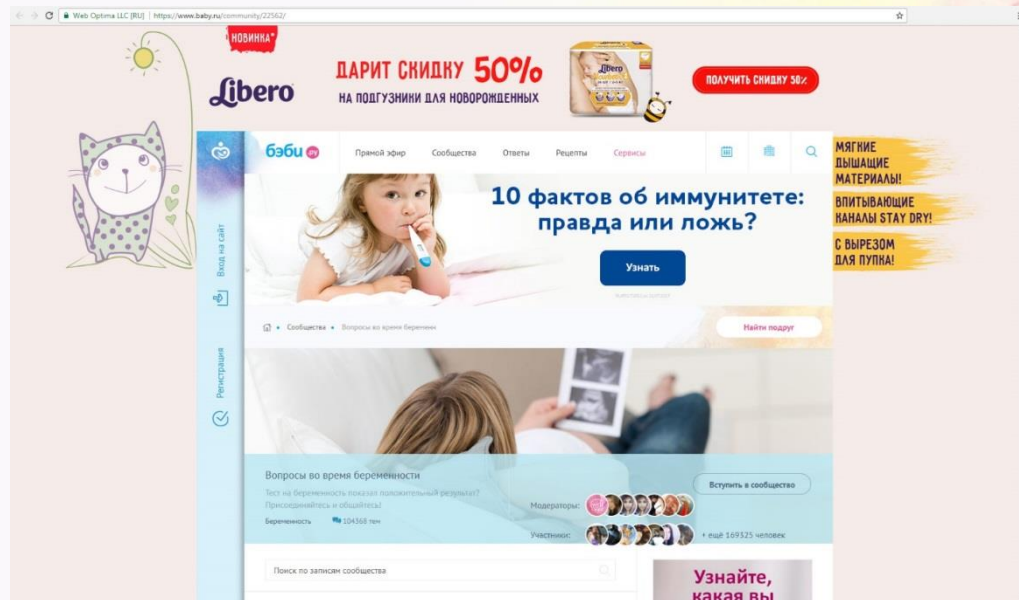 Web Optima LLC [RU] | https://www.baby.ru/community/22562/
НОВИНКА*
Libero
ДАРИТ СКИДКУ 50%
НА ПОДГУЗНИКИ ДЛЯ НОВОРОЖДЕННЫХ
Libero
ПОЛУЧИТЬ СКИДКУ 50%
бэби ру
Прямой эфир Сообщества Ответы Рецепты Сервисы
МЯГКИЕ
ДЫШАЩИЕ
МАТЕРИАЛЫ!
ВПИТЫВАЮЩИЕ
КАНАЛЫ STAY DRY!
С ВЫРЕЗОМ
ДЛЯ ПУПКА!
10 фактов об иммунитете:
правда или ложь?
Узнать
Вход на сайт
Регистрация
Сообщества • Вопросы во время беременн
Найти подруг
Вопросы во время беременности
Тест на беременность показал положительный результат?
Присоединяйтесь и общайтесь!
Беременность 104368 тем
Вступить в сообщество
Модераторы:
Участники: + ещё 169325 человек
Поиск по записям сообщества
Узнайте,
какая вы